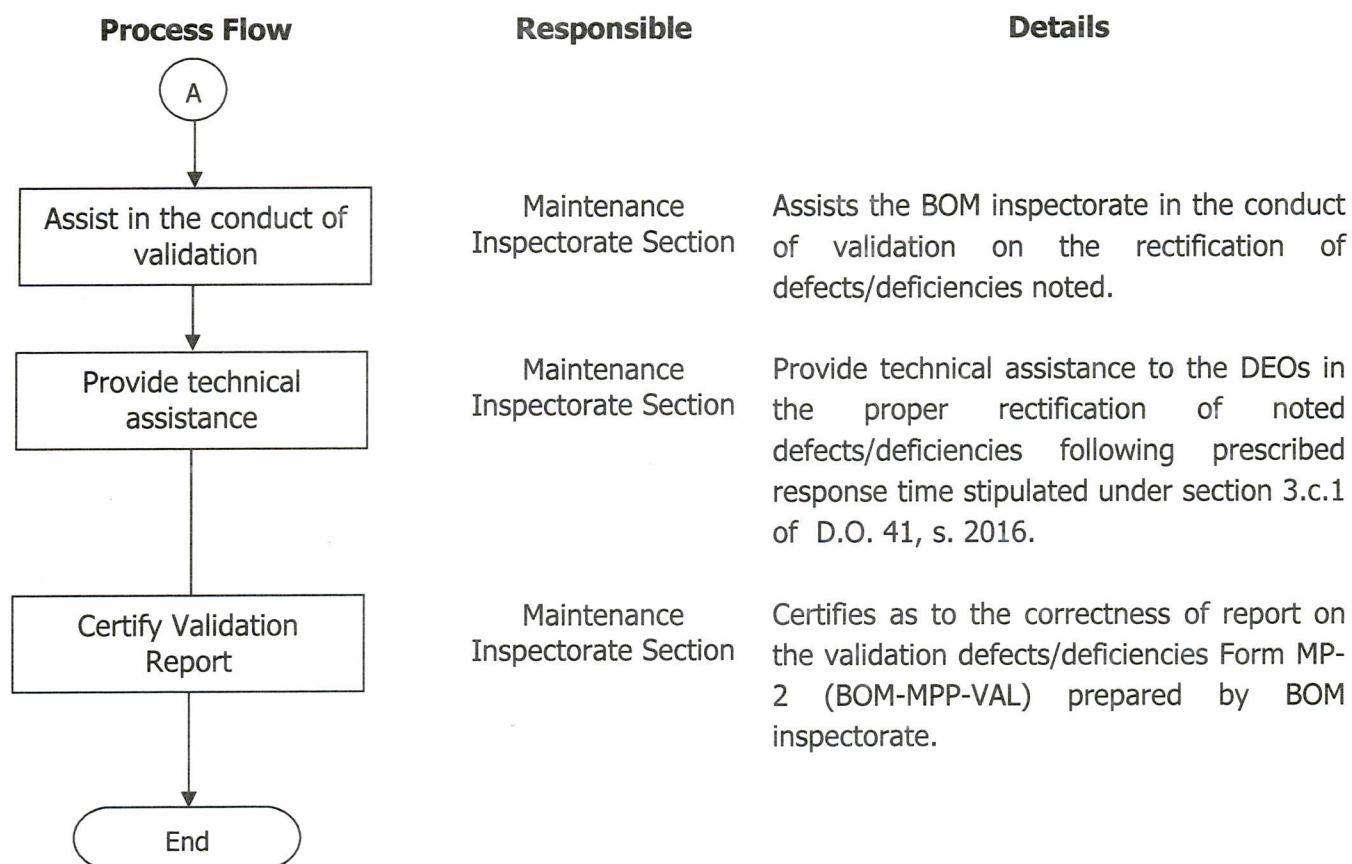 Process Flow Responsible Details
A
Assist in the conduct of
validation
Maintenance
Inspectorate Section
Assists the BOM inspectorate in the conduct
of validation on the rectification of
defects/deficiencies noted.
Provide technical
assistance
Maintenance
Inspectorate Section
Provide technical assistance to the DEOs in
the proper rectification of noted
defects/deficiencies following prescribed
response time stipulated under section 3.c.1
of D.O. 41, s. 2016.
Certify Validation
Report
Maintenance
Inspectorate Section
Certifies as to the correctness of report on
the validation defects/deficiencies Form MP-
2 (BOM-MPP-VAL) prepared by BOM
inspectorate.
End